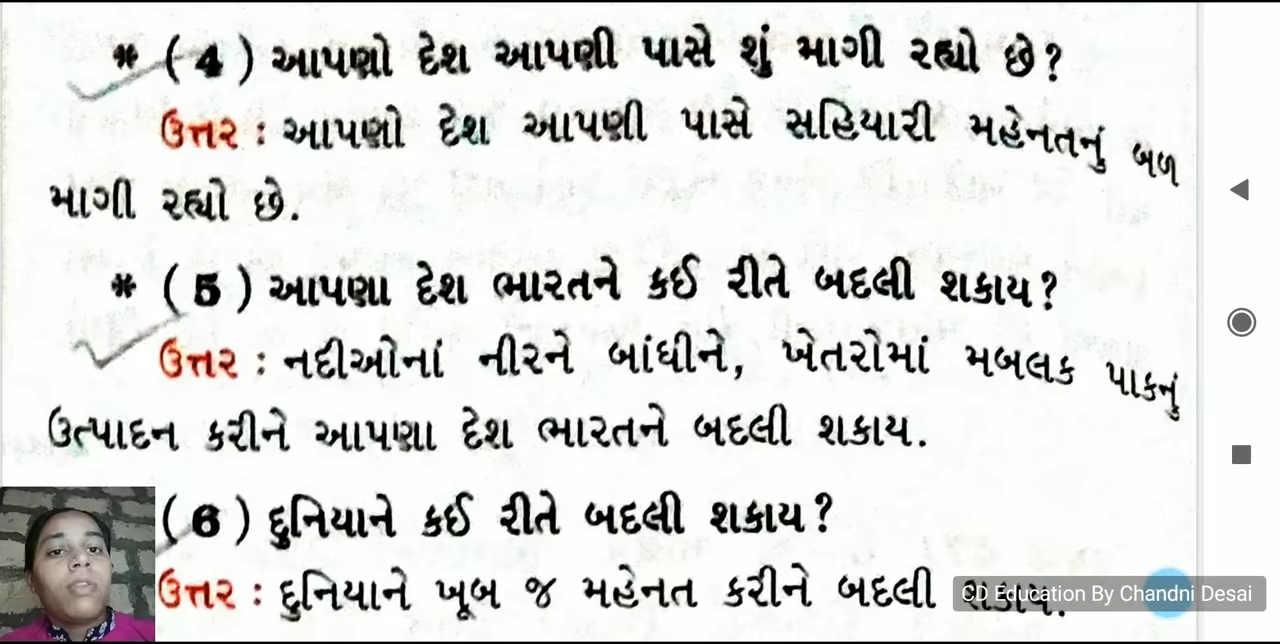 * (4) આપણો દેશ આપણી પાસે શું માગી રહ્યો છે?
ઉત્તર : આપણો દેશ આપણી પાસે સહિયારી મહેનતનું બળ
માગી રહ્યો છે.
* (5) આપણા દેશ ભારતને કઈ રીતે બદલી શકાય?
ઉત્તર : નદીઓનાં નીરને બાંધીને, ખેતરોમાં મબલક પાકનું
ઉત્પાદન કરીને આપણા દેશ ભારતને બદલી શકાય.
(6) દુનિયાને કઈ રીતે બદલી શકાય?
ઉત્તર : દુનિયાને ખૂબ જ મહેનત કરીને બદલી શકાય.
CD Education By Chandni Desai